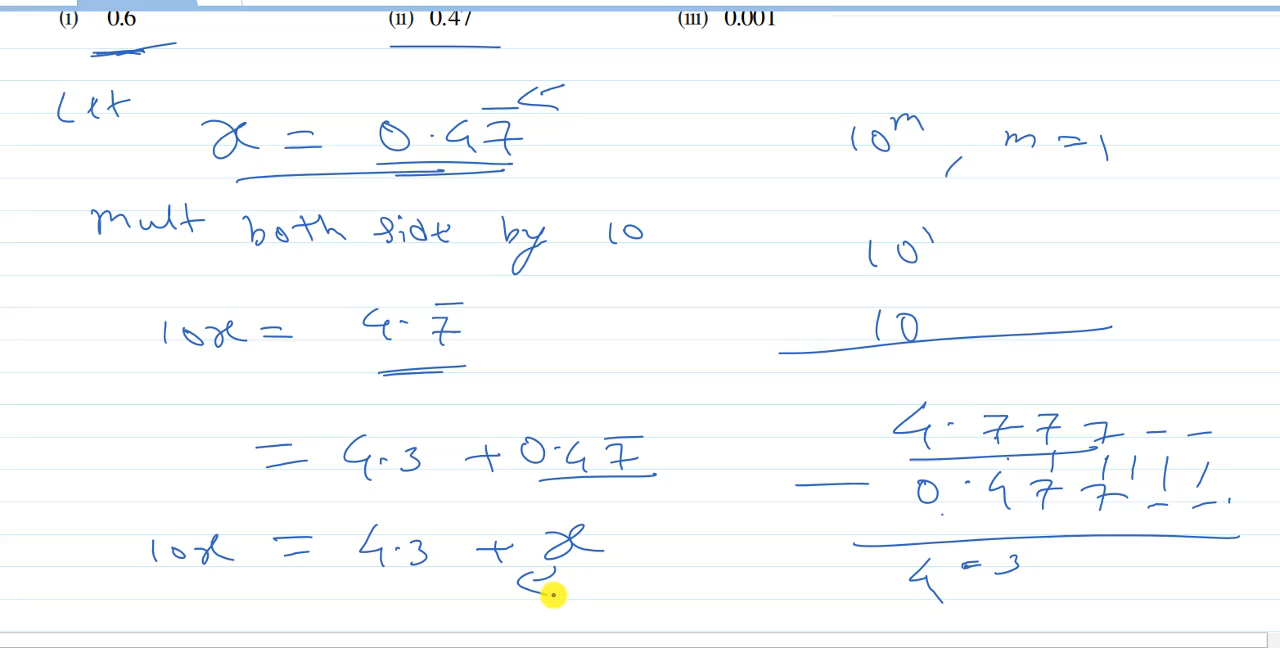 (i) 0.6 (ii) 0.47 (iii) 0.001
Let
x = 0.47̅
10^m, m = 1
mult both side by 10
10^1
10x = 4.7̅
10
= 4.3 + 0.47̅
4.777--
- 0.477--.
10x = 4.3 + x
4.3